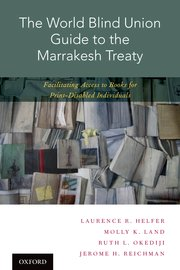 The World Blind Union
Guide to the
Marrakesh Treaty
Facilitating Access to Books for
Print-Disabled Individuals
LAURENCE R. HELFER
MOLLY K. LAND
RUTH L. OKEDIJI
JEROME H. REICHMAN
OXFORD